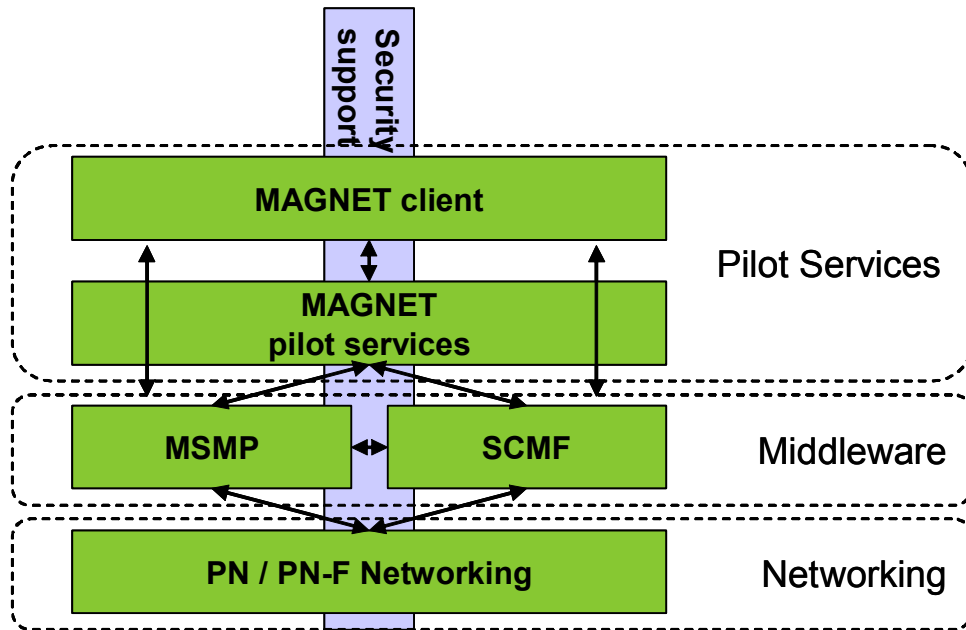 Security
support
MAGNET client
Pilot Services
MAGNET
pilot services
MSMP
SCMF
Middleware
PN / PN-F Networking
Networking